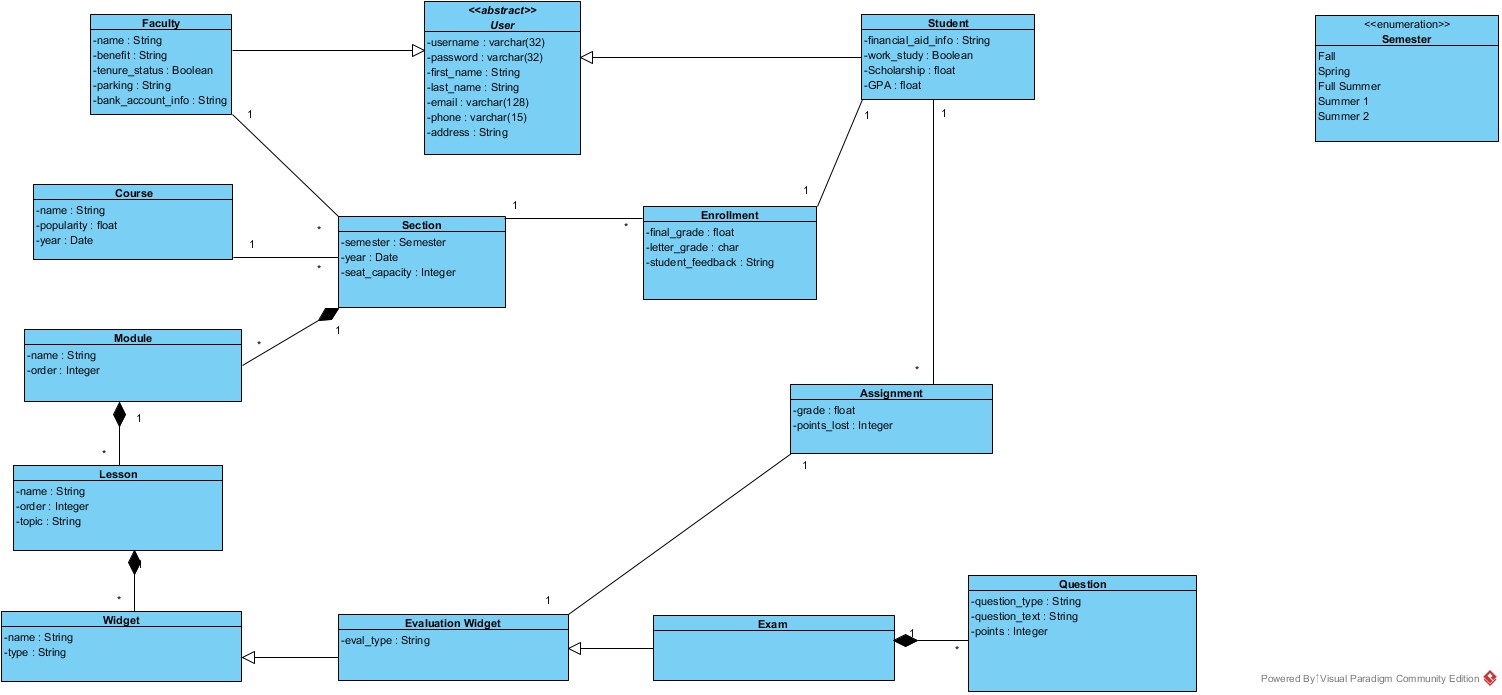 Faculty
-name : String
-benefit : String
-tenure_status : Boolean
-parking : String
-bank_account_info : String
<<abstract>>
User
-username : varchar(32)
-password : varchar(32)
-first_name : String
-last_name : String
-email : varchar(128)
-phone : varchar(15)
-address : String
Student
-financial_aid_info : String
-work_study : Boolean
-Scholarship : float
-GPA : float
<<enumeration>>
Semester
Fall
Spring
Full Summer
Summer 1
Summer 2
1
1
1
Course
-name : String
-popularity : float
-year : Date
1
*
1
*
Section
-semester : Semester
-year : Date
-seat_capacity : Integer
1
*
1
Enrollment
-final_grade : float
-letter_grade : char
-student_feedback : String
Module
-name : String
-order : Integer
*
1
1
*
*
Assignment
-grade : float
-points_lost : Integer
1
Lesson
-name : String
-order : Integer
-topic : String
1
*
Widget
-name : String
-type : String
1
Evaluation Widget
-eval_type : String
Exam
1
*
Question
-question_type : String
-question_text : String
-points : Integer
Powered By Visual Paradigm Community Edition